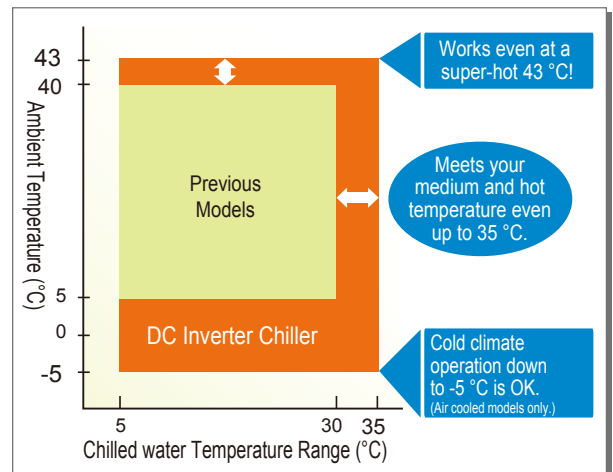 43
40
5
0
-5
Ambient Temperature (°C)
Previous
Models
DC Inverter Chiller
5
30
35
Chilled water Temperature Range (°C)
Works even at a
super-hot 43 °C!
Meets your
medium and hot
temperature even
up to 35 °C.
Cold climate
operation down
to -5 °C is OK.
(Air cooled models only.)